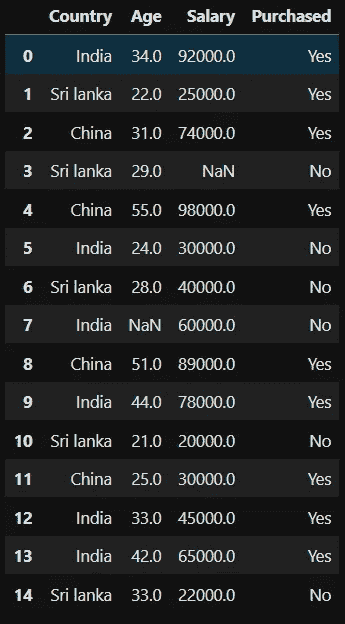 Country Age Salary Purchased
0 India 34.0 92000.0 Yes
1 Sri lanka 22.0 25000.0 Yes
2 China 31.0 74000.0 Yes
3 Sri lanka 29.0 NaN No
4 China 55.0 98000.0 Yes
5 India 24.0 30000.0 No
6 Sri lanka 28.0 40000.0 No
7 India NaN 60000.0 No
8 China 51.0 89000.0 Yes
9 India 44.0 78000.0 Yes
10 Sri lanka 21.0 20000.0 No
11 China 25.0 30000.0 Yes
12 India 33.0 45000.0 Yes
13 India 42.0 65000.0 Yes
14 Sri lanka 33.0 22000.0 No